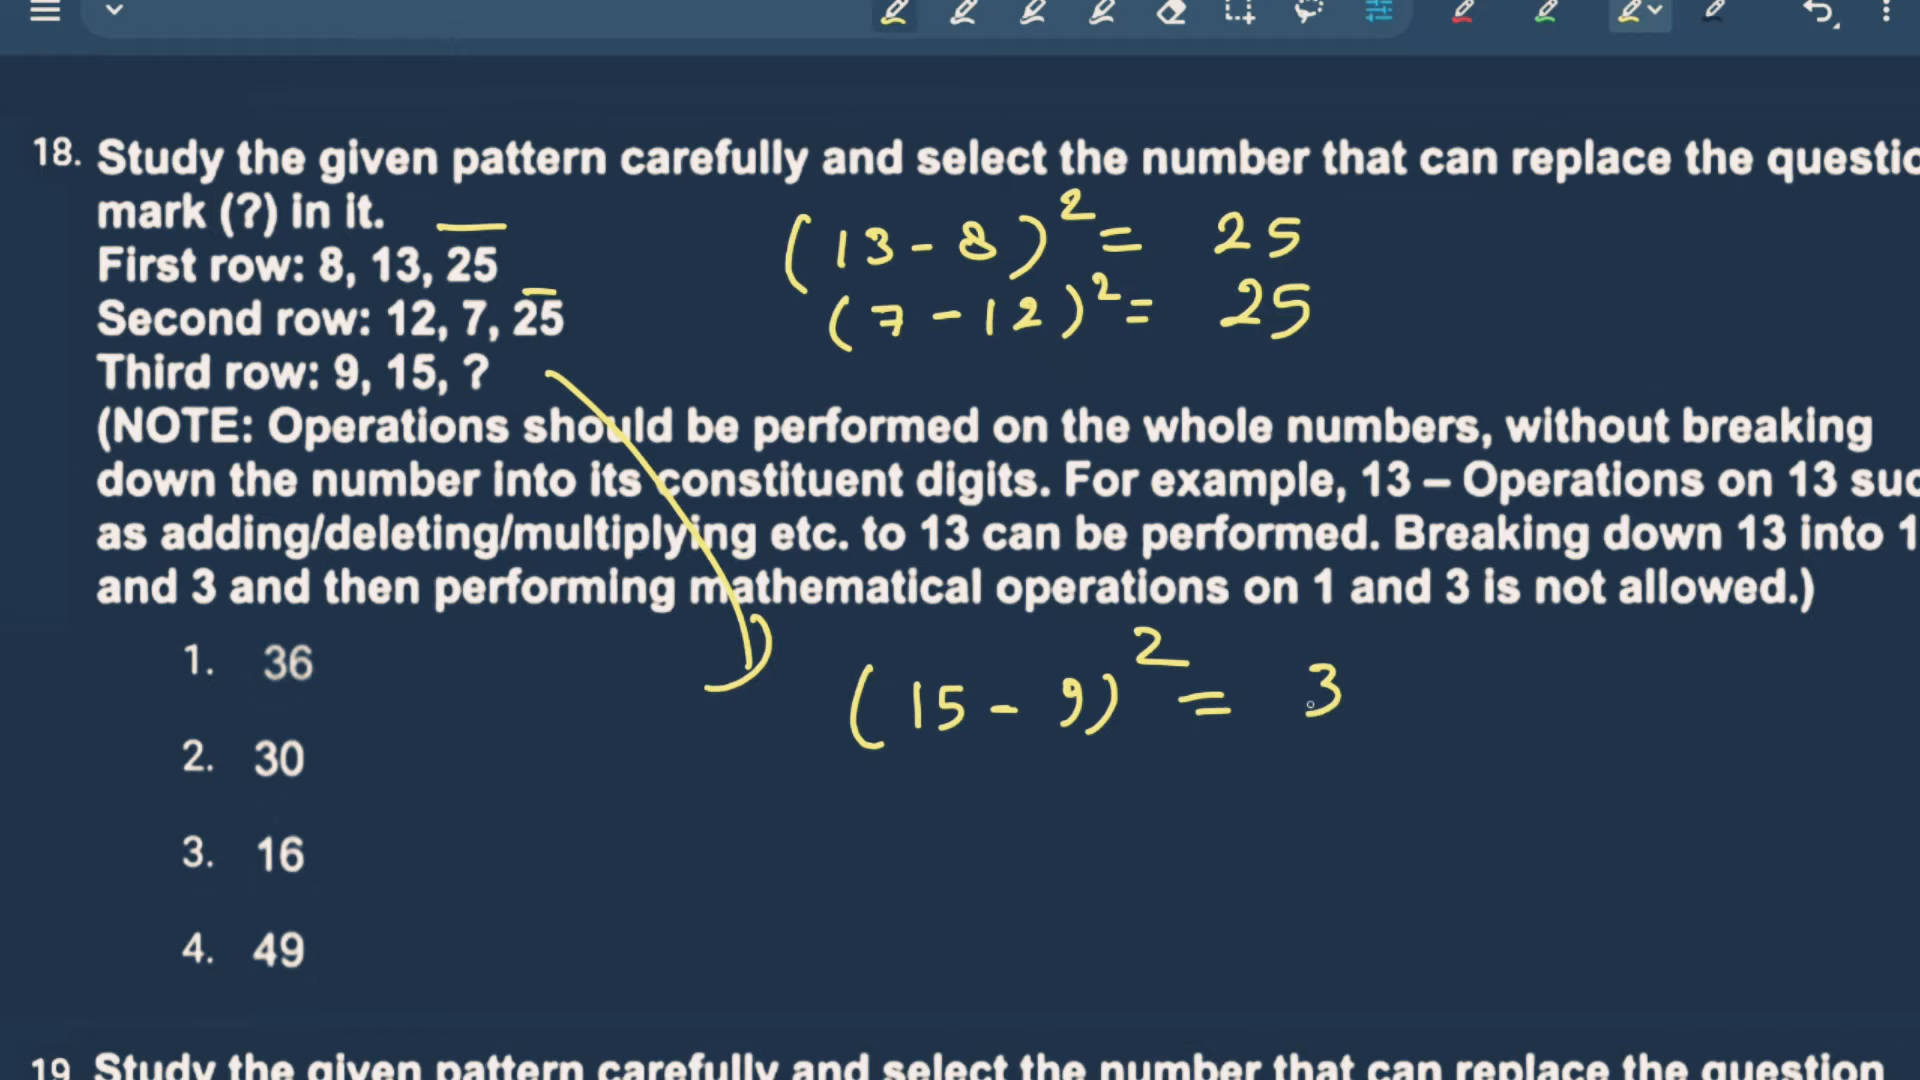 18. Study the given pattern carefully and select the number that can replace the questio
mark (?) in it.
First row: 8, 13, 25
Second row: 12, 7, 25
Third row: 9, 15, ?
(NOTE: Operations should be performed on the whole numbers, without breaking
down the number into its constituent digits. For example, 13 – Operations on 13 suc
as adding/deleting/multiplying etc. to 13 can be performed. Breaking down 13 into 1
and 3 and then performing mathematical operations on 1 and 3 is not allowed.)
(13-8)² = 25
(7-12)² = 25
1. 36
2. 30
3. 16
4. 49
(15-9)² = 3
19 Study the given pattern carefully and select the number that can replace the question